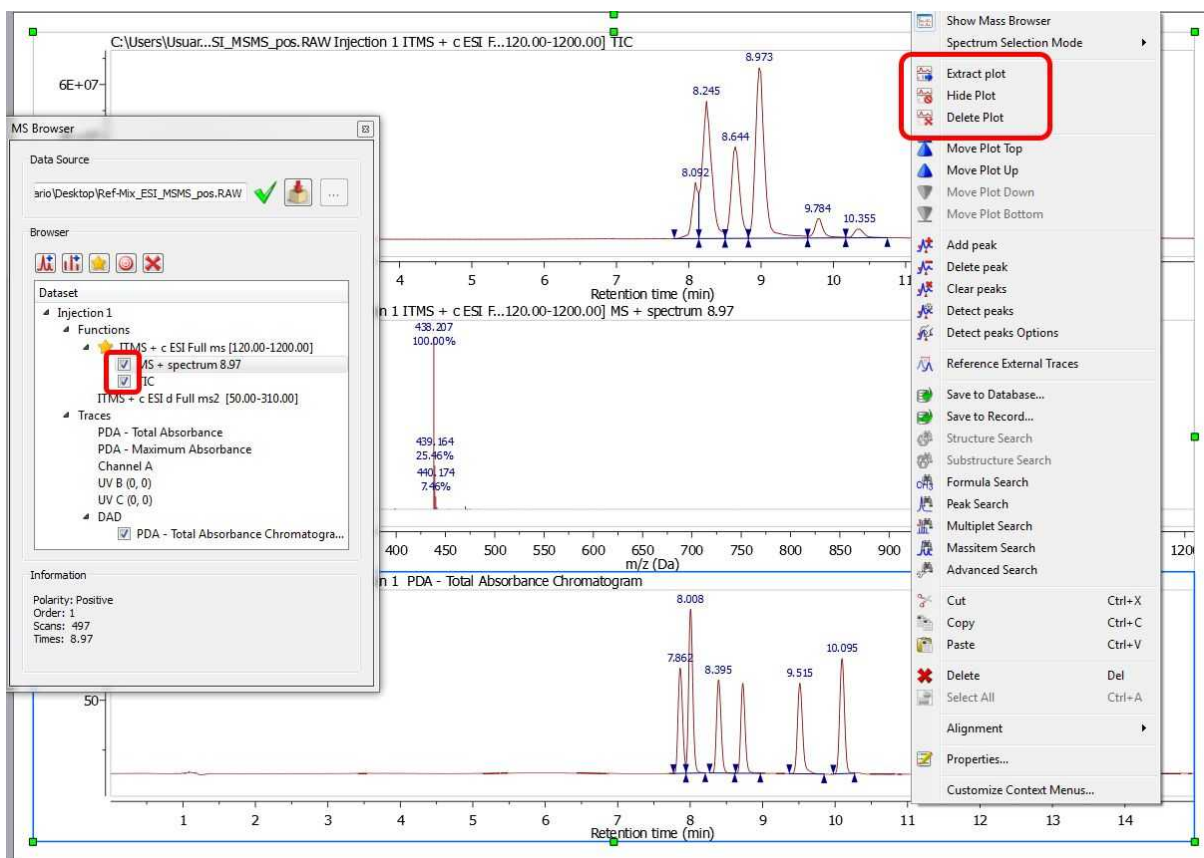 C:\Users\Usuar...SI_MSMS_pos.RAW Injection 1 ITMS + c ESI F...120.00-1200.00] TIC
6E+07
8.092
8.245
8.644
8.973
9.784
10.355
4 5 6 7 8 9 10 11
Retention time (min)
n 1 ITMS + c ESI F...120.00-1200.00] MS + spectrum 8.97
438.207
100.00%
439.164
25.46%
440.174
7.46%
400 450 500 550 600 650 700 750 800 850 900 120
m/z (Da)
n 1 PDA - Total Absorbance Chromatogram
7.862
8.008
8.395
9.515
10.095
50
1 2 3 4 5 6 7 8 9 10 11 12 13 14
Retention time (min)
MS Browser
Data Source
ario\Desktop\Ref-Mix_ESI_MSMS_pos.RAW
...
Browser
Dataset
Injection 1
Functions
ITMS + c ESI Full ms [120.00-1200.00]
MS + spectrum 8.97
TIC
ITMS + c ESI d Full ms2 [50.00-310.00]
Traces
PDA - Total Absorbance
PDA - Maximum Absorbance
Channel A
UV B (0, 0)
UV C (0, 0)
DAD
PDA - Total Absorbance Chromatogra...
Information
Polarity: Positive
Order: 1
Scans: 497
Times: 8.97
Show Mass Browser
Spectrum Selection Mode
Extract plot
Hide Plot
Delete Plot
Move Plot Top
Move Plot Up
Move Plot Down
Move Plot Bottom
Add peak
Delete peak
Clear peaks
Detect peaks
Detect peaks Options
Reference External Traces
Save to Database...
Save to Record...
Structure Search
Substructure Search
Formula Search
Peak Search
Multiplet Search
Massitem Search
Advanced Search
Cut Ctrl+X
Copy Ctrl+C
Paste Ctrl+V
Delete Del
Select All Ctrl+A
Alignment
Properties...
Customize Context Menus...